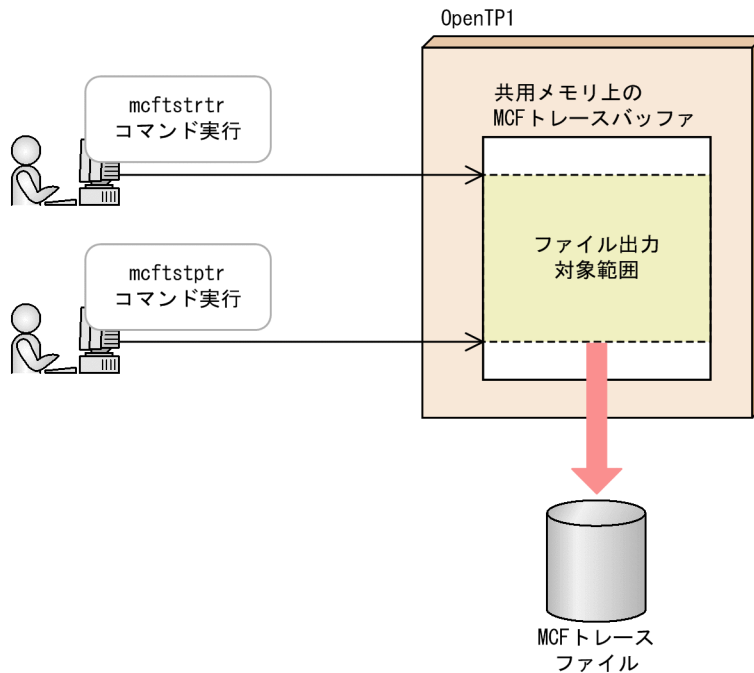 OpenTP1
mcftstrtr
コマンド実行
共用メモリ上の
MCFトレースバッファ
ファイル出力
対象範囲
mcftstptr
コマンド実行
MCFトレース
ファイル